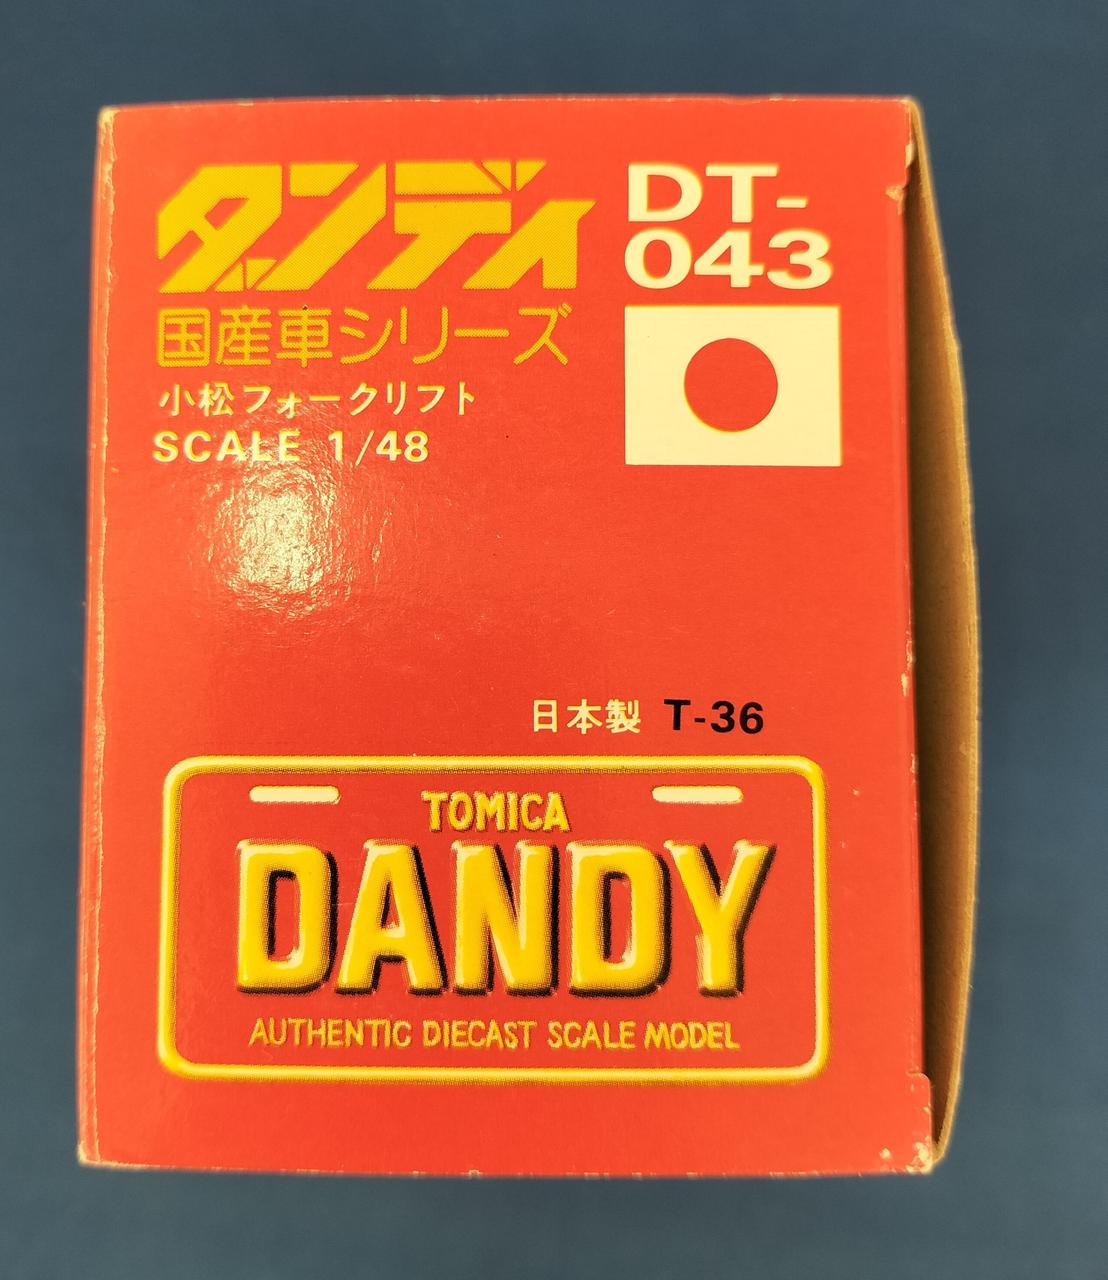 ダンディ
DT-
043
国産車シリーズ
小松フォークリフト
SCALE 1/48
日本製 T-36
TOMICA
DANDY
AUTHENTIC DIECAST SCALE MODEL